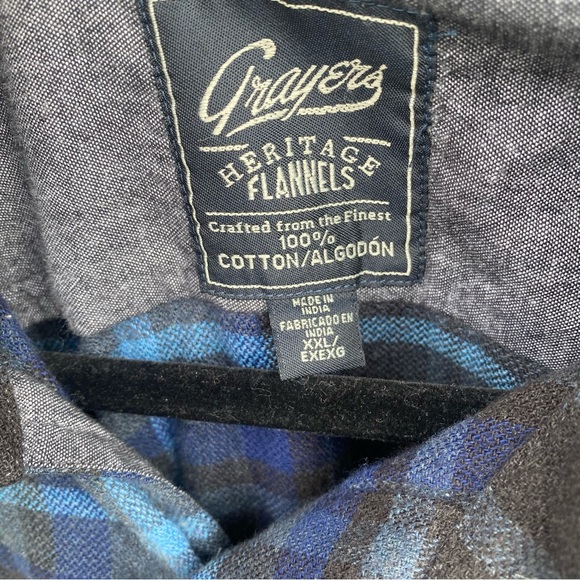 Grayers
HERITAGE
FLANNELS
Crafted from the Finest
100%
COTTON/ALGODÓN
MADE IN
INDIA
FABRICADO EN
INDIA
XXL/
EXEXG